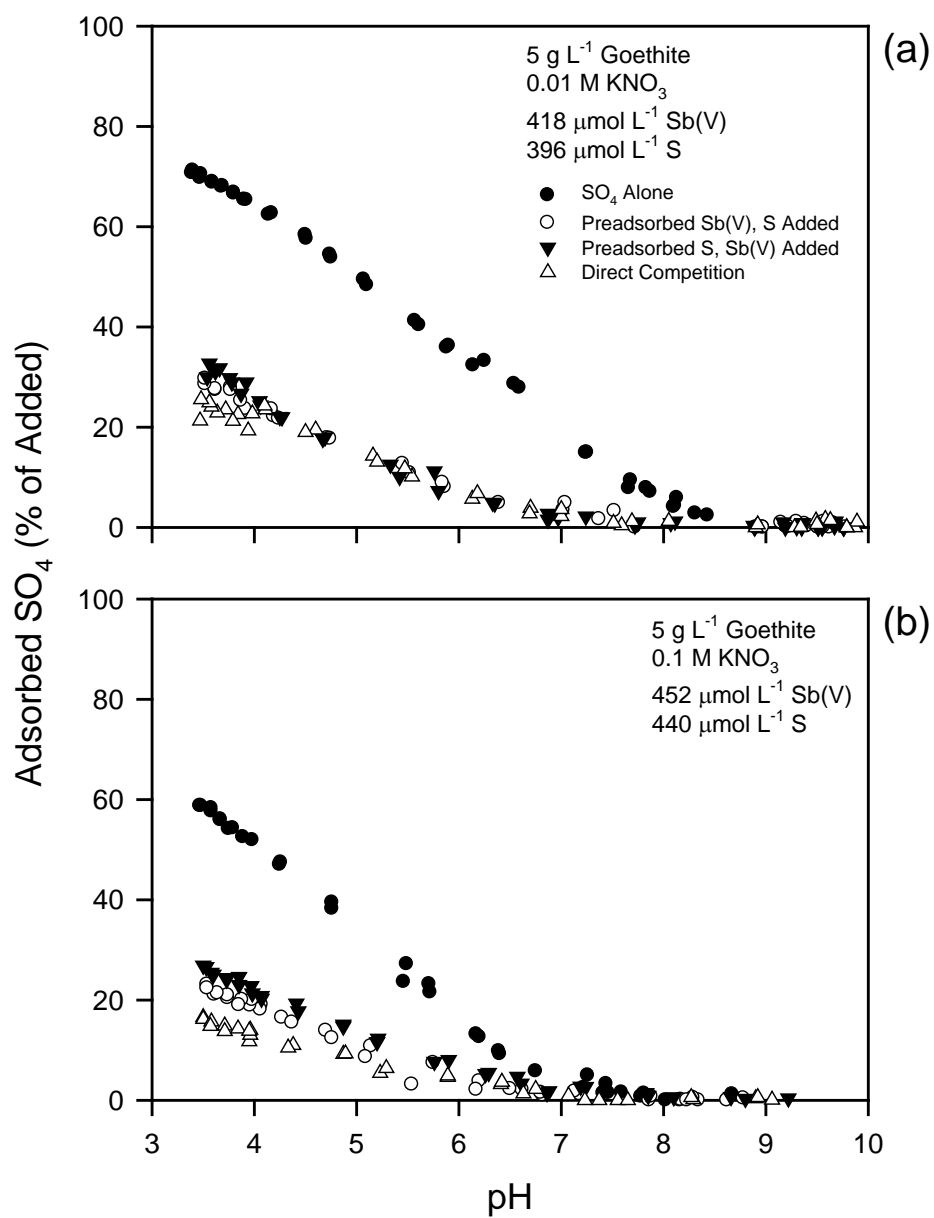 100
80
60
40
20
0
(a)
5 g L⁻¹ Goethite
0.01 M KNO₃
418 μmol L⁻¹ Sb(V)
396 μmol L⁻¹ S
SO₄ Alone
Preadsorbed Sb(V), S Added
Preadsorbed S, Sb(V) Added
Direct Competition
Adsorbed SO₄ (% of Added)
100
80
60
40
20
0
(b)
5 g L⁻¹ Goethite
0.1 M KNO₃
452 μmol L⁻¹ Sb(V)
440 μmol L⁻¹ S
3 4 5 6 7 8 9 10
pH